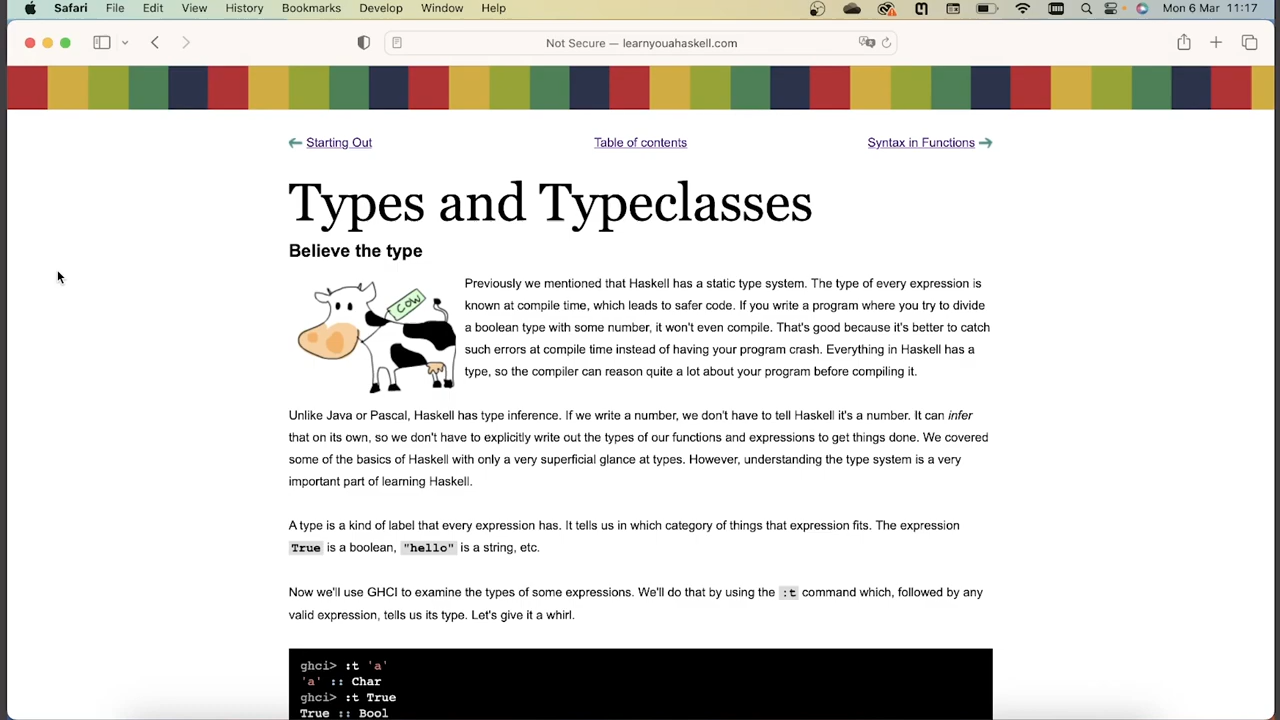 Safari File Edit View History Bookmarks Develop Window Help Mon 6 Mar 11:17
Not Secure — learnyouahaskell.com
Starting Out Table of contents Syntax in Functions
Types and Typeclasses
Believe the type
COW
Previously we mentioned that Haskell has a static type system. The type of every expression is
known at compile time, which leads to safer code. If you write a program where you try to divide
a boolean type with some number, it won't even compile. That's good because it's better to catch
such errors at compile time instead of having your program crash. Everything in Haskell has a
type, so the compiler can reason quite a lot about your program before compiling it.
Unlike Java or Pascal, Haskell has type inference. If we write a number, we don't have to tell Haskell it's a number. It can infer
that on its own, so we don't have to explicitly write out the types of our functions and expressions to get things done. We covered
some of the basics of Haskell with only a very superficial glance at types. However, understanding the type system is a very
important part of learning Haskell.
A type is a kind of label that every expression has. It tells us in which category of things that expression fits. The expression
True is a boolean, "hello" is a string, etc.
Now we'll use GHCI to examine the types of some expressions. We'll do that by using the :t command which, followed by any
valid expression, tells us its type. Let's give it a whirl.
ghci> :t 'a'
'a' :: Char
ghci> :t True
True :: Bool